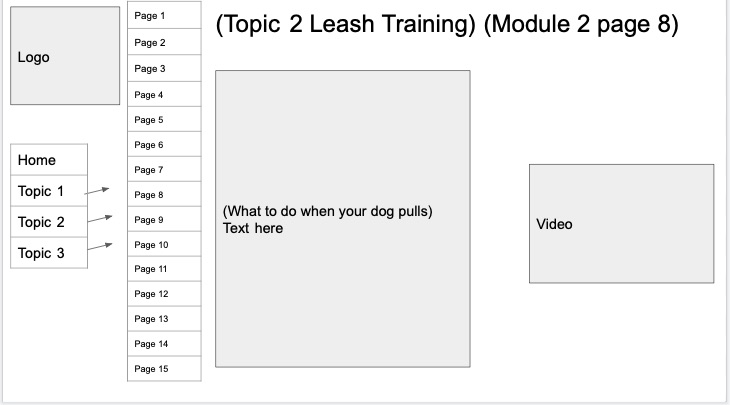 Logo
Home
Topic 1
Topic 2
Topic 3
Page 1
Page 2
Page 3
Page 4
Page 5
Page 6
Page 7
Page 8
Page 9
Page 10
Page 11
Page 12
Page 13
Page 14
Page 15
(Topic 2 Leash Training) (Module 2 page 8)
(What to do when your dog pulls)
Text here
Video